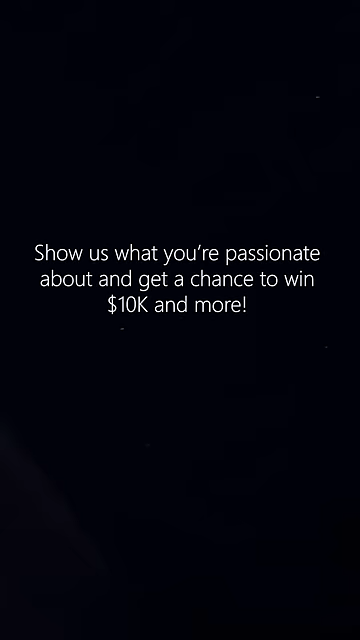 Show us what you’re passionate
about and get a chance to win
$10K and more!